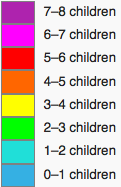 7–8 children
6–7 children
5–6 children
4–5 children
3–4 children
2–3 children
1–2 children
0–1 children